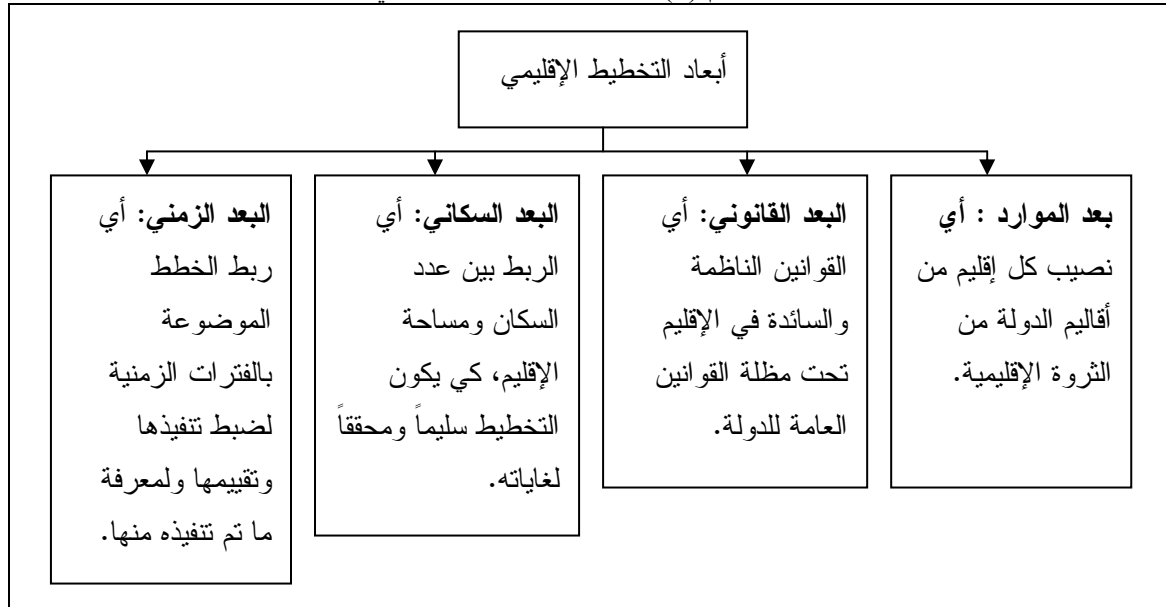 أبعاد التخطيط الإقليمي
بعد الموارد : أي
نصيب كل إقليم من
أقاليم الدولة من
الثروة الإقليمية.
البعد القانوني: أي
القوانين الناظمة
والسائدة في الإقليم
تحت مظلة القوانين
العامة للدولة.
البعد السكاني: أي
الربط بين عدد
السكان ومساحة
الإقليم، كي يكون
التخطيط سليماً ومحققاً
لغاياته.
البعد الزمني: أي
ربط الخطط
الموضوعة
بالفترات الزمنية
لضبط تنفيذها
وتقييمها ولمعرفة
ما تم تنفيذه منها.